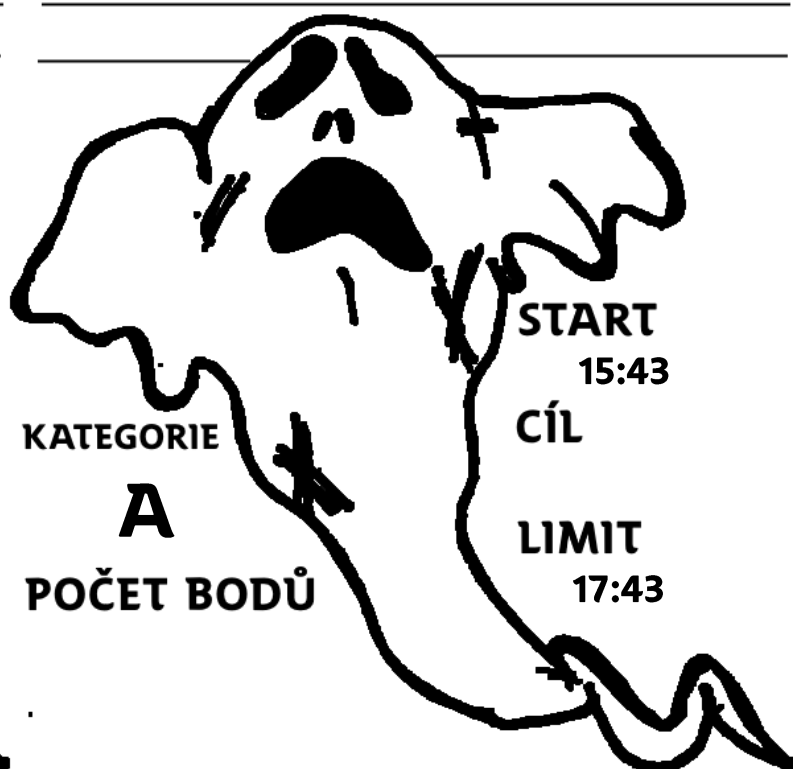 START
15:43
CÍL
KATEGORIE
A
LIMIT
17:43
POČET BODŮ